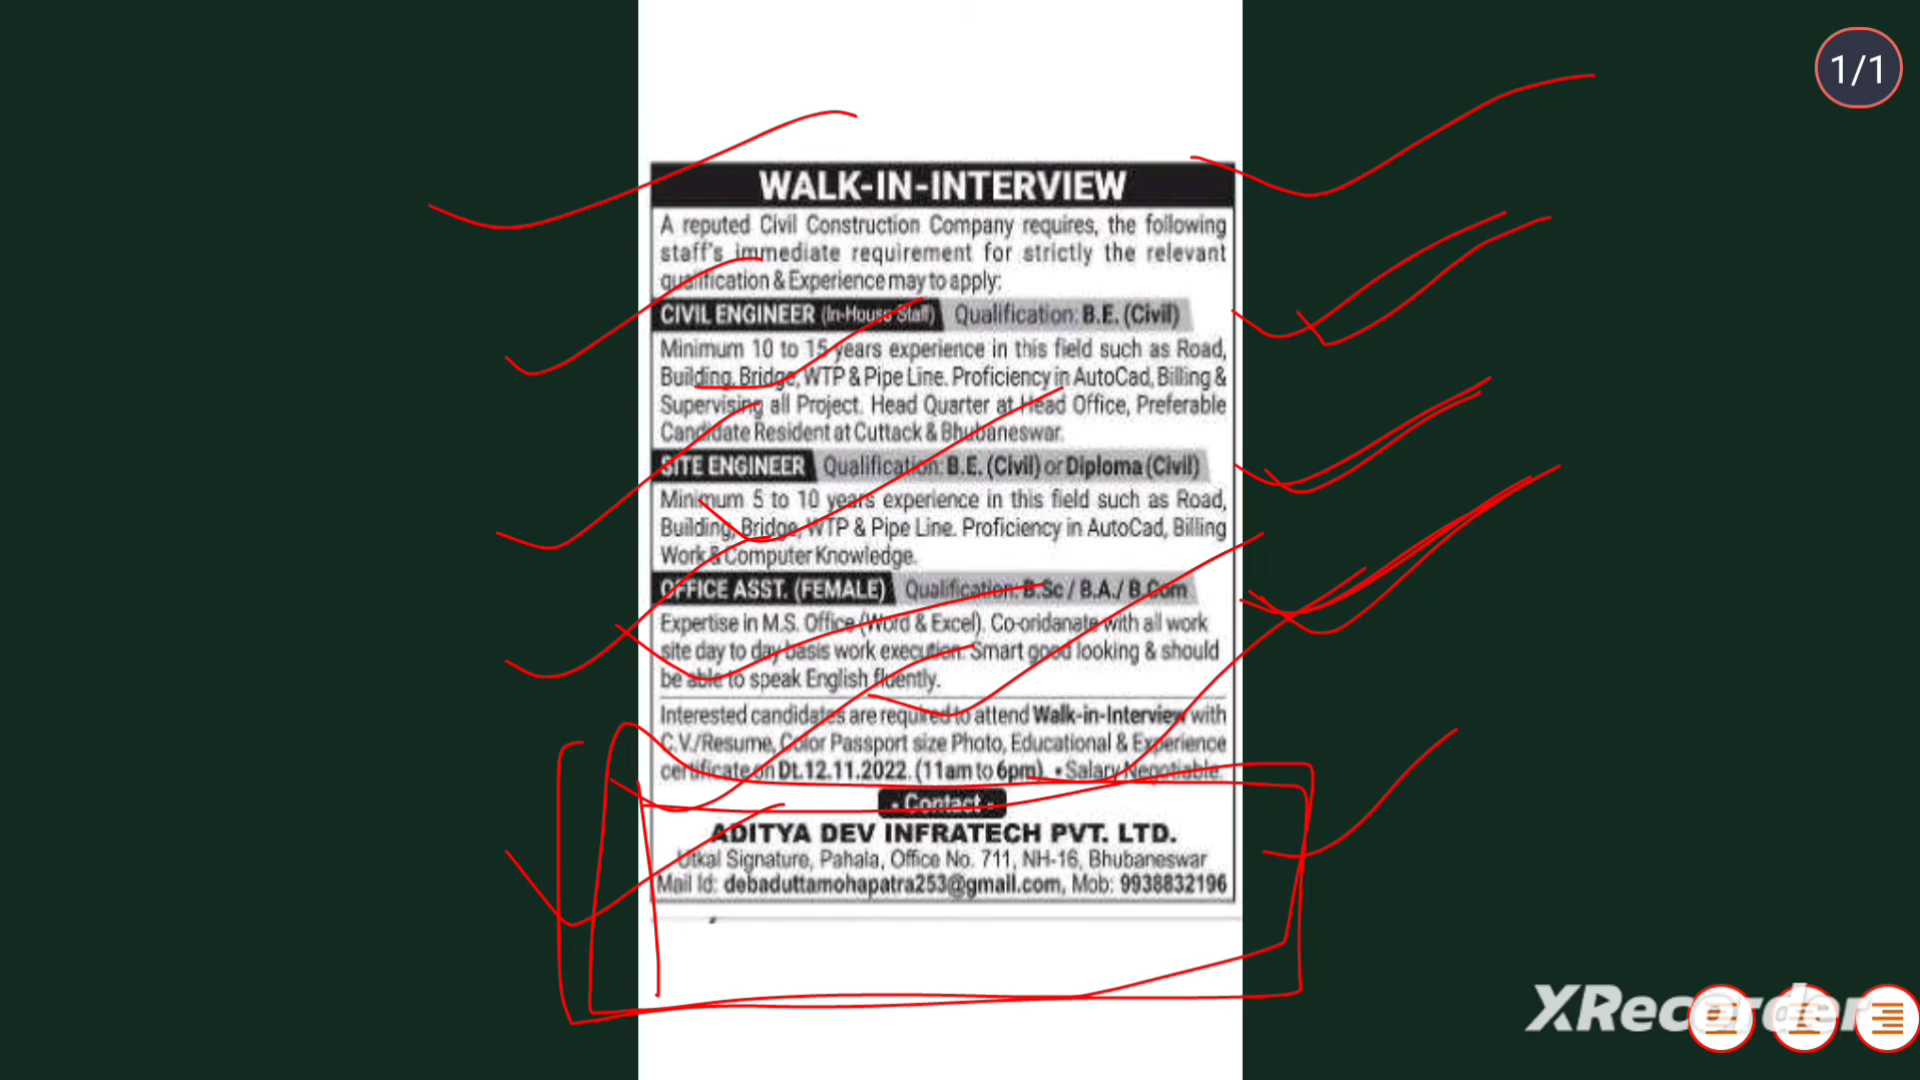 1/1
WALK-IN-INTERVIEW
A reputed Civil Construction Company requires, the following
staff's immediate requirement for strictly the relevant
qualification & Experience may to apply:
CIVIL ENGINEER (In-House Staff) Qualification: B.E. (Civil)
Minimum 10 to 15 years experience in this field such as Road,
Building, Bridge, WTP & Pipe Line. Proficiency in AutoCad, Billing &
Supervising all Project. Head Quarter at Head Office, Preferable
Candidate Resident at Cuttack & Bhubaneswar.
SITE ENGINEER Qualification: B.E. (Civil) or Diploma (Civil)
Minimum 5 to 10 years experience in this field such as Road,
Building, Bridge, WTP & Pipe Line. Proficiency in AutoCad, Billing
Work & Computer Knowledge.
OFFICE ASST. (FEMALE) Qualification: B.Sc / B.A./ B.Com
Expertise in M.S. Office (Word & Excel). Co-oridanate with all work
site day to day basis work execution. Smart good looking & should
be able to speak English fluently.
Interested candidates are required to attend Walk-in-Interview with
C.V./Resume, Color Passport size Photo, Educational & Experience
certificate on Dt.12.11.2022. (11am to 6pm). • Salary Negotiable.
• Contact •
ADITYA DEV INFRATECH PVT. LTD.
Utkal Signature, Pahala, Office No. 711, NH-16, Bhubaneswar
Mail Id: debaduttamohapatra253@gmail.com, Mob: 9938832196
XRecorder